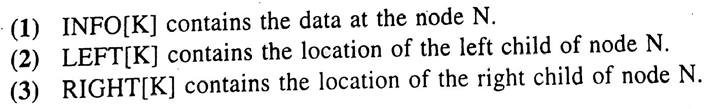 (1) INFO[K] contains the data at the node N.
(2) LEFT[K] contains the location of the left child of node N.
(3) RIGHT[K] contains the location of the right child of node N.